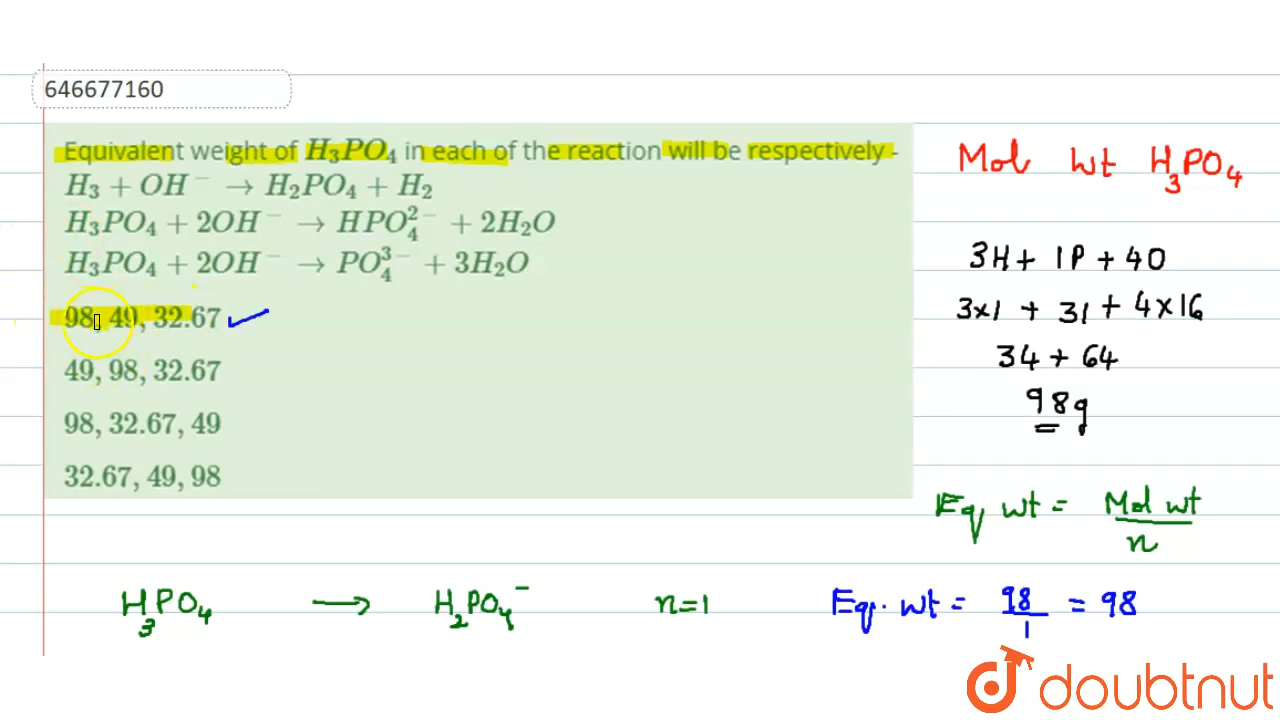 646677160
Equivalent weight of H₃PO₄ in each of the reaction will be respectively -
H₃ + OH⁻ → H₂PO₄ + H₂
H₃PO₄ + 2OH⁻ → HPO₄²⁻ + 2H₂O
H₃PO₄ + 2OH⁻ → PO₄³⁻ + 3H₂O
98, 49, 32.67
49, 98, 32.67
98, 32.67, 49
32.67, 49, 98
Mol wt H₃PO₄
3H + 1P + 4O
3×1 + 31 + 4×16
34 + 64
98g
Eq wt = Mol wt / n
H₃PO₄ → H₂PO₄⁻ n=1 Eq. wt = 98/1 = 98
doubtnut